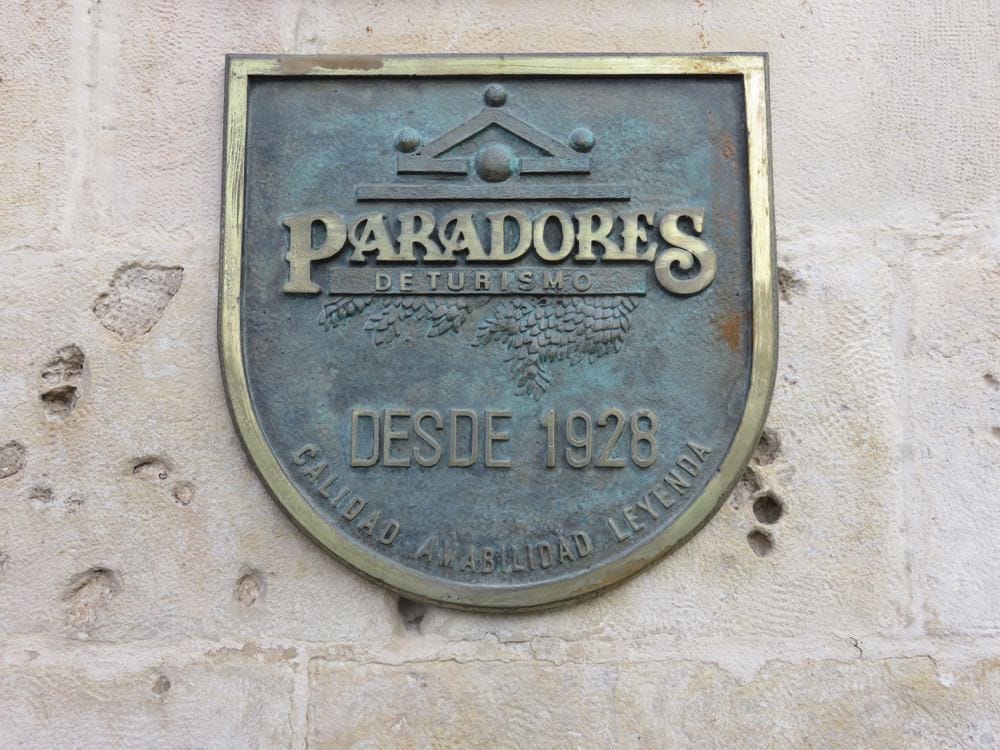 PARADORES
DE TURISMO
DESDE 1928
CALIDAD AMABILIDAD LEYENDA